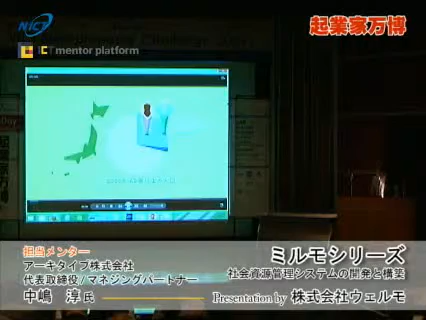 NICT
起業家万博
ICT mentor platform
担当メンター
アーキタイプ株式会社
代表取締役/マネジングパートナー
中嶋 淳氏
ミルモシリーズ
社会資源管理システムの開発と構築
Presentation by 株式会社ウェルモ